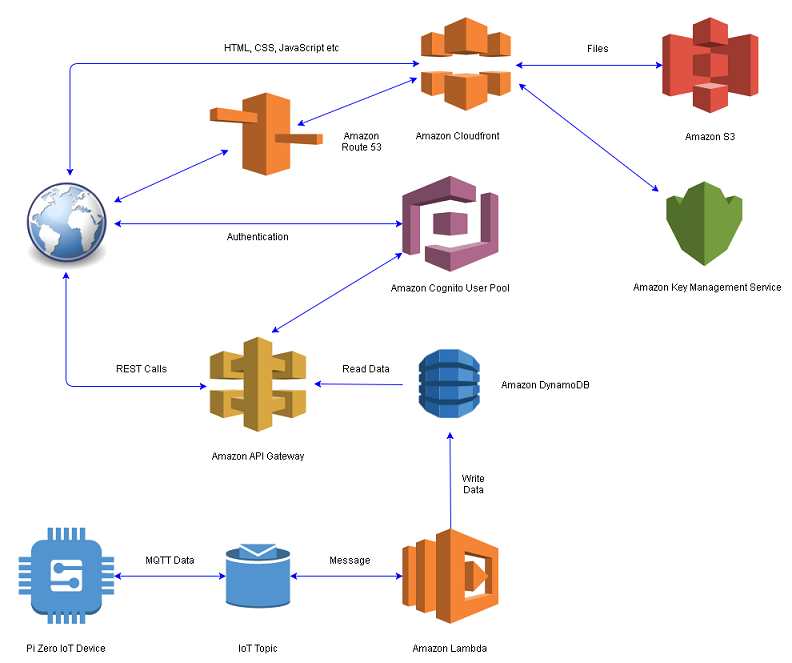 HTML, CSS, JavaScript etc
Files
Amazon
Route 53
Amazon Cloudfront
Amazon S3
Authentication
Amazon Cognito User Pool
Amazon Key Management Service
REST Calls
Read Data
Amazon DynamoDB
Amazon API Gateway
Write
Data
MQTT Data
Message
Pi Zero IoT Device
IoT Topic
Amazon Lambda